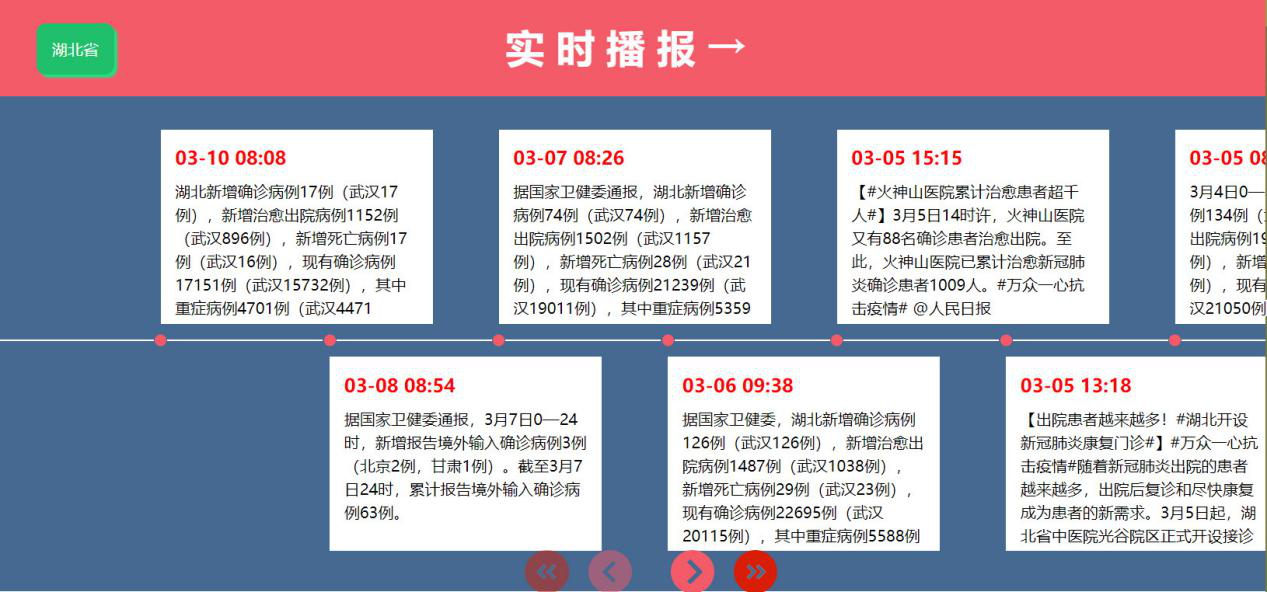 湖北省
实时播报→
03-10 08:08
湖北新增确诊病例17例（武汉17
例），新增治愈出院病例1152例
（武汉896例），新增死亡病例17
例（武汉16例），现有确诊病例
17151例（武汉15732例），其中
重症病例4701例（武汉4471
03-07 08:26
据国家卫健委通报，湖北新增确诊
病例74例（武汉74例），新增治愈
出院病例1502例（武汉1157
例），新增死亡病例28例（武汉21
例），现有确诊病例21239例（武
汉19011例），其中重症病例5359
03-05 15:15
【#火神山医院累计治愈患者超千
人#】3月5日14时许，火神山医院
又有88名确诊患者治愈出院。至
此，火神山医院已累计治愈新冠肺
炎确诊患者1009人。#万众一心抗
击疫情# @人民日报
03-05
3月4日0—
例134例（
出院病例19
例），新增
例），现有
汉21050例
03-08 08:54
据国家卫健委通报，3月7日0—24
时，新增报告境外输入确诊病例3例
（北京2例，甘肃1例）。截至3月7
日24时，累计报告境外输入确诊病
例63例。
03-06 09:38
据国家卫健委，湖北新增确诊病例
126例（武汉126例），新增治愈出
院病例1487例（武汉1038例），
新增死亡病例29例（武汉23例），
现有确诊病例22695例（武汉
20115例），其中重症病例5588例
03-05 13:18
【出院患者越来越多！#湖北开设
新冠肺炎康复门诊#】#万众一心抗
击疫情#随着新冠肺炎出院的患者
越来越多，出院后复诊和尽快康复
成为患者的新需求。3月5日起，湖
北省中医院光谷院区正式开设接诊